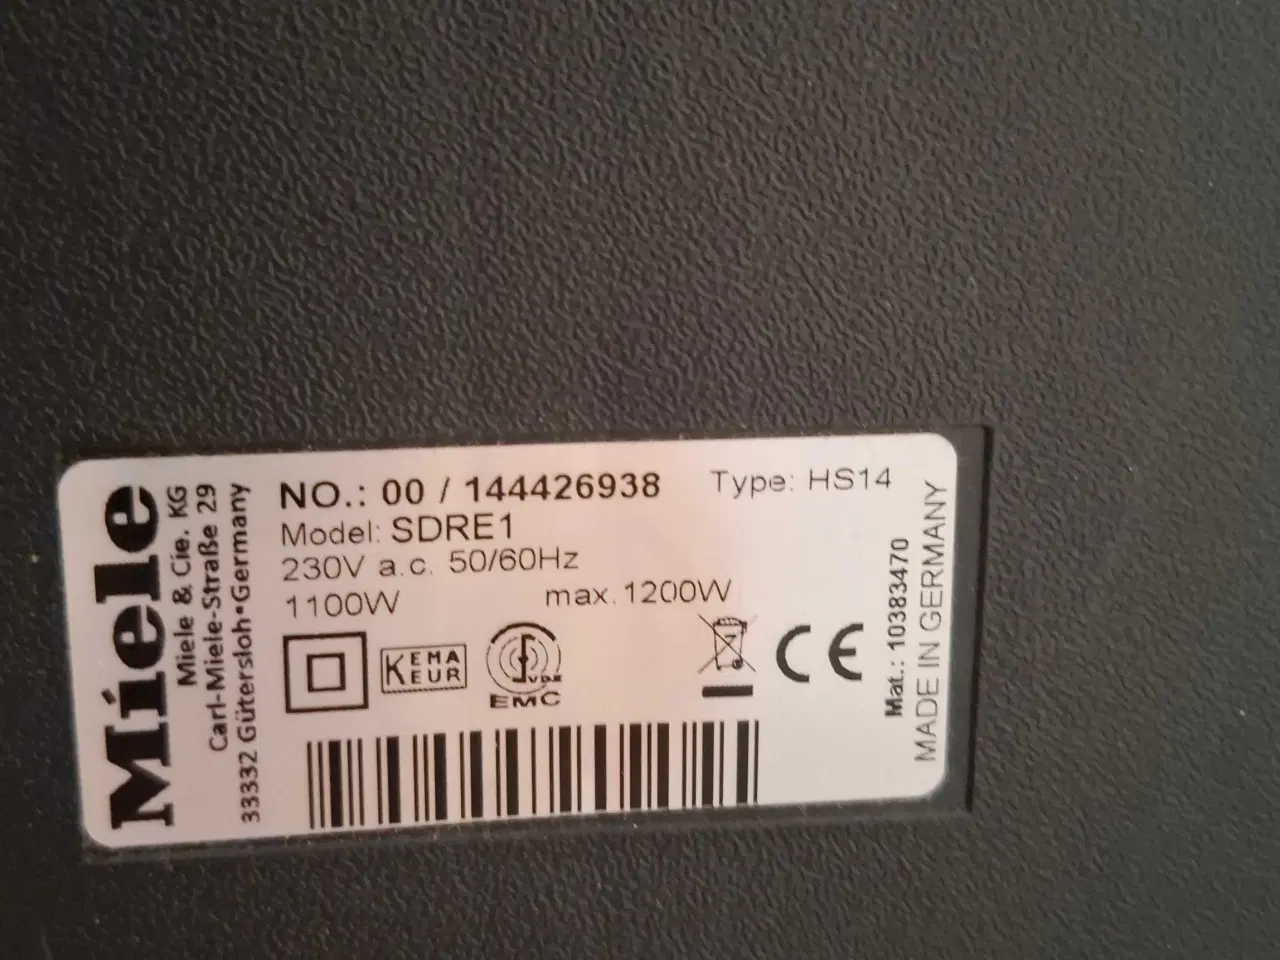 Miele
Miele & Cie. KG
Carl-Miele-Straße 29
33332 Gütersloh•Germany
NO.: 00 / 144426938
Type: HS14
Model: SDRE1
230V a.c. 50/60Hz
1100W max.1200W
KEMA
KEUR
VDE
EMC
CE
Mat.: 10383470
MADE IN GERMANY